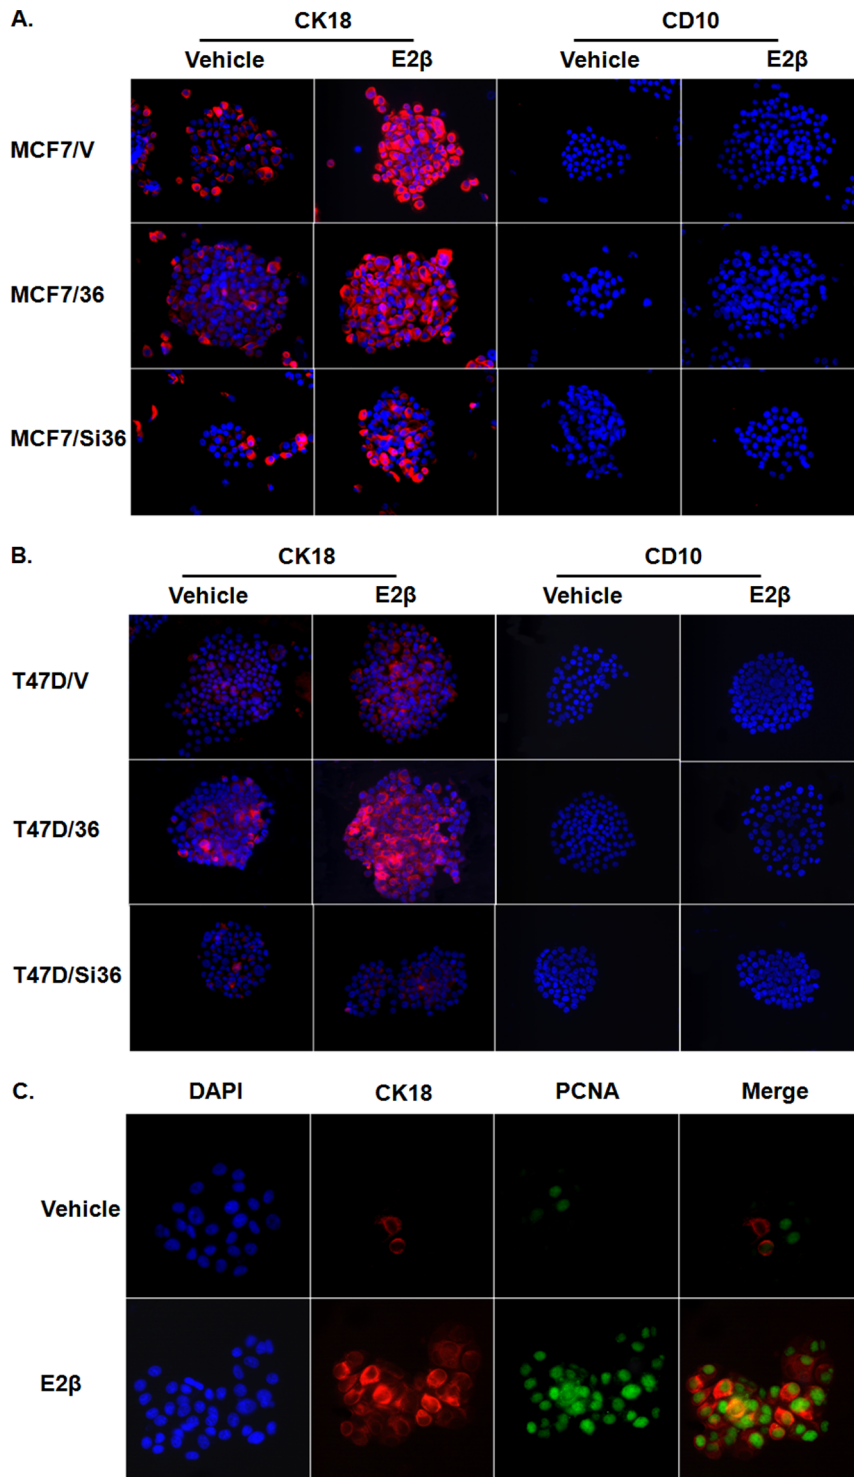 A.
CK18 CD10
Vehicle E2β Vehicle E2β
MCF7/V
MCF7/36
MCF7/Si36
B.
CK18 CD10
Vehicle E2β Vehicle E2β
T47D/V
T47D/36
T47D/Si36
C.
DAPI CK18 PCNA Merge
Vehicle
E2β